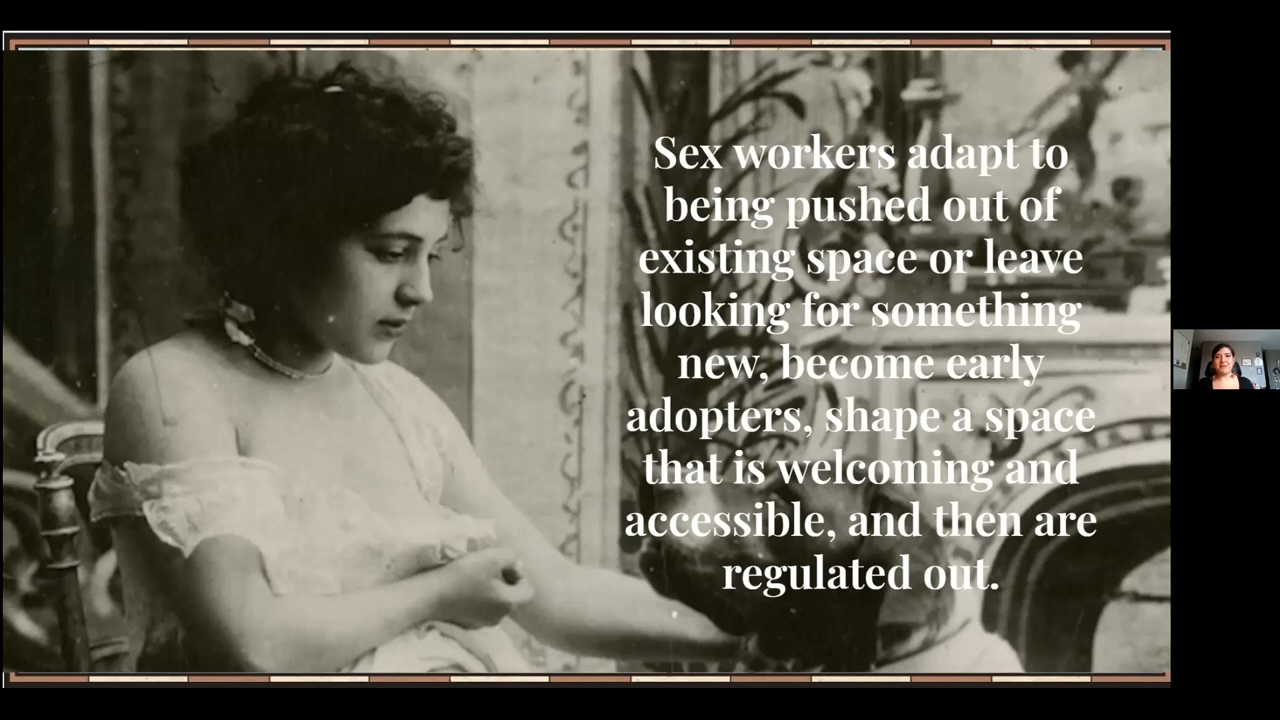 Sex workers adapt to
being pushed out of
existing space or leave
looking for something
new, become early
adopters, shape a space
that is welcoming and
accessible, and then are
regulated out.